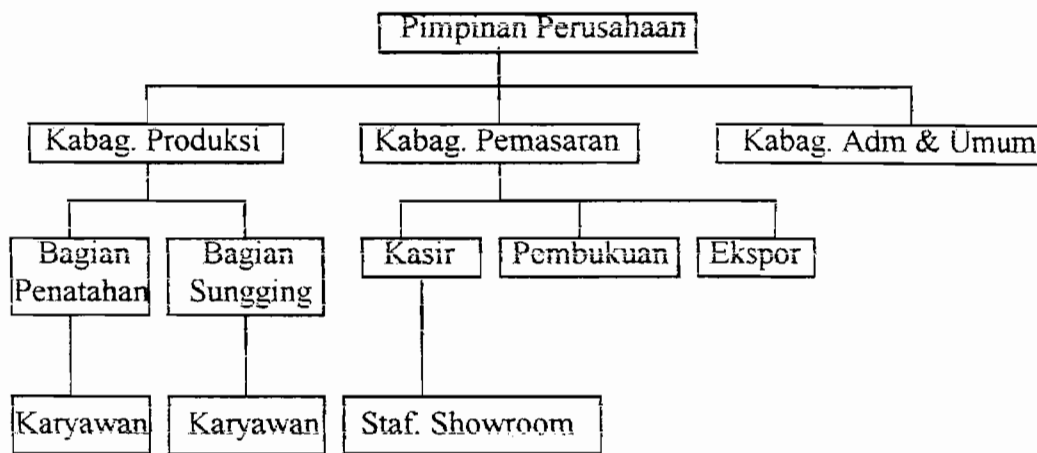 Pimpinan Perusahaan
Kabag. Produksi
Kabag. Pemasaran
Kabag. Adm & Umum
Bagian
Penatahan
Bagian
Sungging
Kasir
Pembukuan
Ekspor
Karyawan
Karyawan
Staf. Showroom